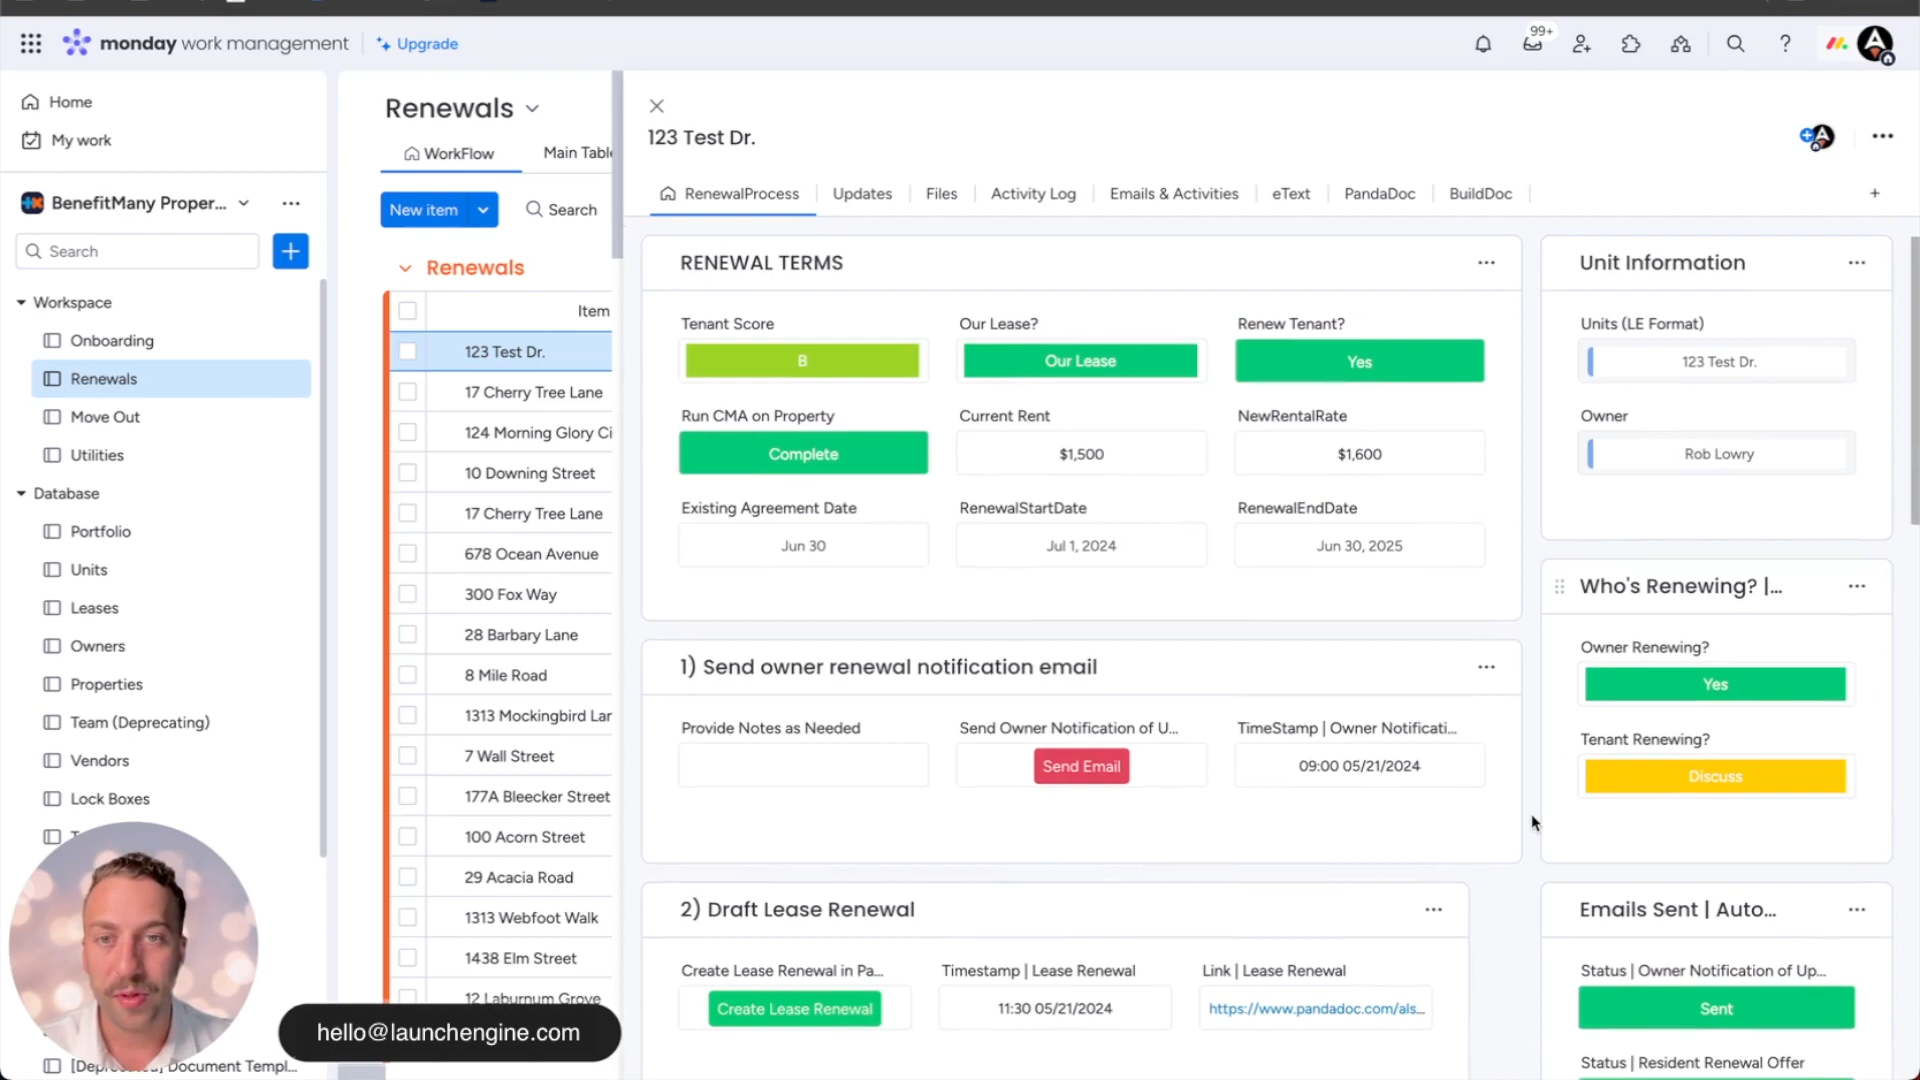 monday work management
Upgrade
99+
Home
My work
BenefitMany Proper...
Search
Workspace
Onboarding
Renewals
Move Out
Utilities
Database
Portfolio
Units
Leases
Owners
Properties
Team (Deprecating)
Vendors
Lock Boxes
Document Templ...
Renewals
WorkFlow
Main Table
New item
Search
Renewals
Item
123 Test Dr.
17 Cherry Tree Lane
124 Morning Glory Ci
10 Downing Street
17 Cherry Tree Lane
678 Ocean Avenue
300 Fox Way
28 Barbary Lane
8 Mile Road
1313 Mockingbird Lar
7 Wall Street
177A Bleecker Street
100 Acorn Street
29 Acacia Road
1313 Webfoot Walk
1438 Elm Street
12 Laburnum Grove
hello@launchengine.com
123 Test Dr.
RenewalProcess
Updates
Files
Activity Log
Emails & Activities
eText
PandaDoc
BuildDoc
RENEWAL TERMS
Tenant Score
Our Lease?
Renew Tenant?
B
Our Lease
Yes
Run CMA on Property
Current Rent
NewRentalRate
Complete
$1,500
$1,600
Existing Agreement Date
RenewalStartDate
RenewalEndDate
Jun 30
Jul 1, 2024
Jun 30, 2025
1) Send owner renewal notification email
Provide Notes as Needed
Send Owner Notification of U...
TimeStamp | Owner Notificati...
Send Email
09:00 05/21/2024
2) Draft Lease Renewal
Create Lease Renewal in Pa...
Timestamp | Lease Renewal
Link | Lease Renewal
Create Lease Renewal
11:30 05/21/2024
https://www.pandadoc.com/als...
Unit Information
Units (LE Format)
123 Test Dr.
Owner
Rob Lowry
Who's Renewing? |...
Owner Renewing?
Yes
Tenant Renewing?
Discuss
Emails Sent | Auto...
Status | Owner Notification of Up...
Sent
Status | Resident Renewal Offer